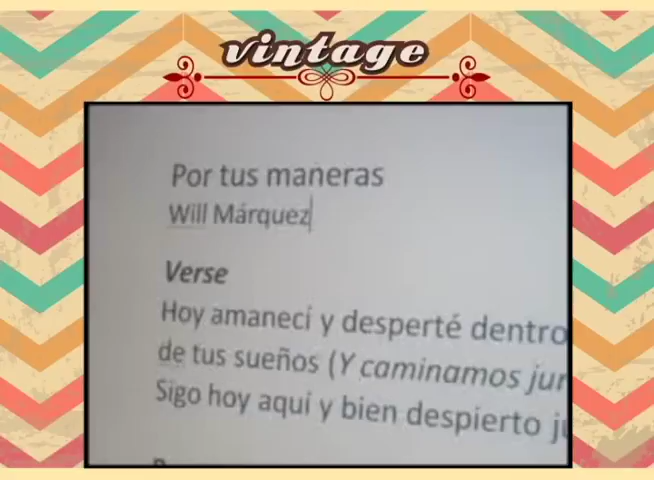 vintage
Por tus maneras
Will Márquez
Verse
Hoy amanecí y desperté dentro
de tus sueños (Y caminamos
Sigo hoy aquí y bien despierto